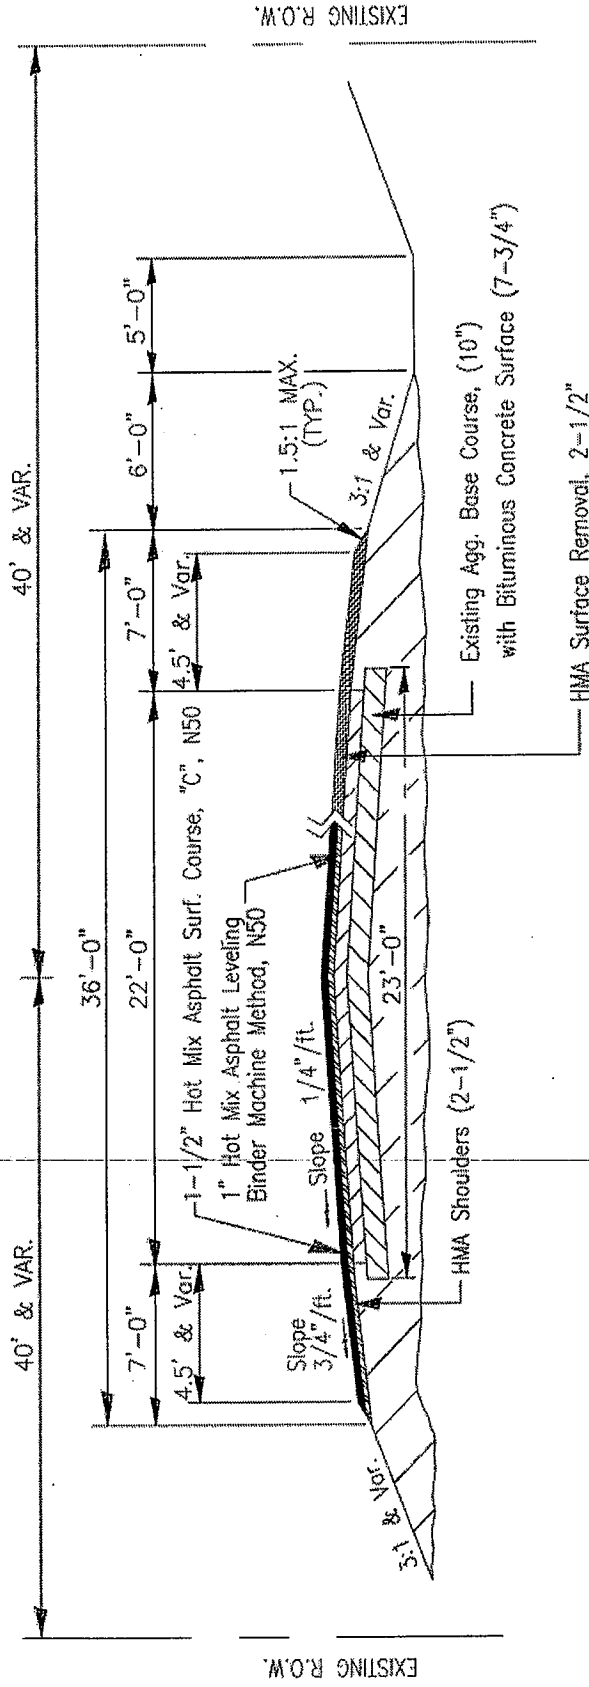 EXISTING R.O.W.
EXISTING R.O.W.
40' & VAR.
40' & VAR.
36'-0"
7'-0"
22'-0"
7'-0"
6'-0"
5'-0"
4.5' & Var.
4.5' & Var.
1-1/2" Hot Mix Asphalt Surf. Course, "C", N50
1" Hot Mix Asphalt Leveling
Binder Machine Method, N50
1.5:1 MAX.
(TYP.)
Slope
3/4"/ft.
Slope 1/4"/ft.
3:1 & Var.
3:1 & Var.
23'-0"
HMA Shoulders (2-1/2")
Existing Agg. Base Course, (10")
with Bituminous Concrete Surface (7-3/4")
HMA Surface Removal, 2-1/2"